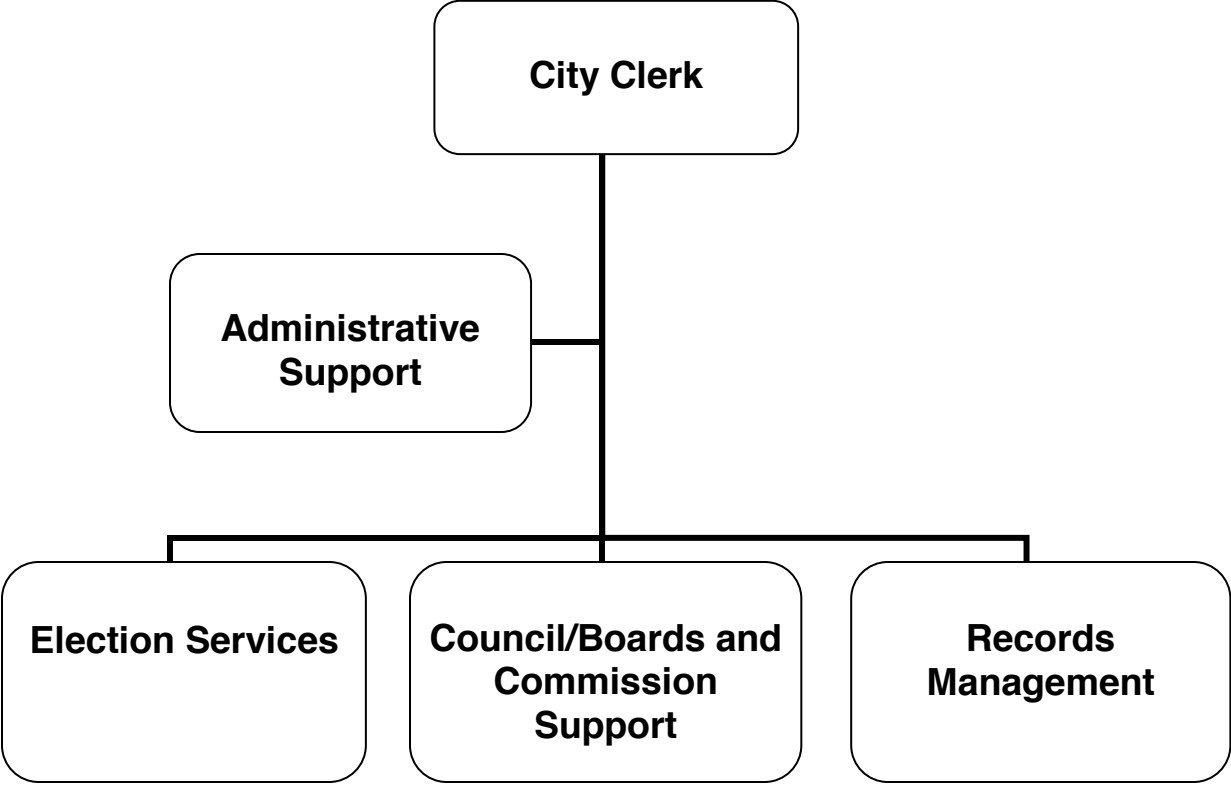 City Clerk
Administrative
Support
Election Services
Council/Boards and
Commission
Support
Records
Management